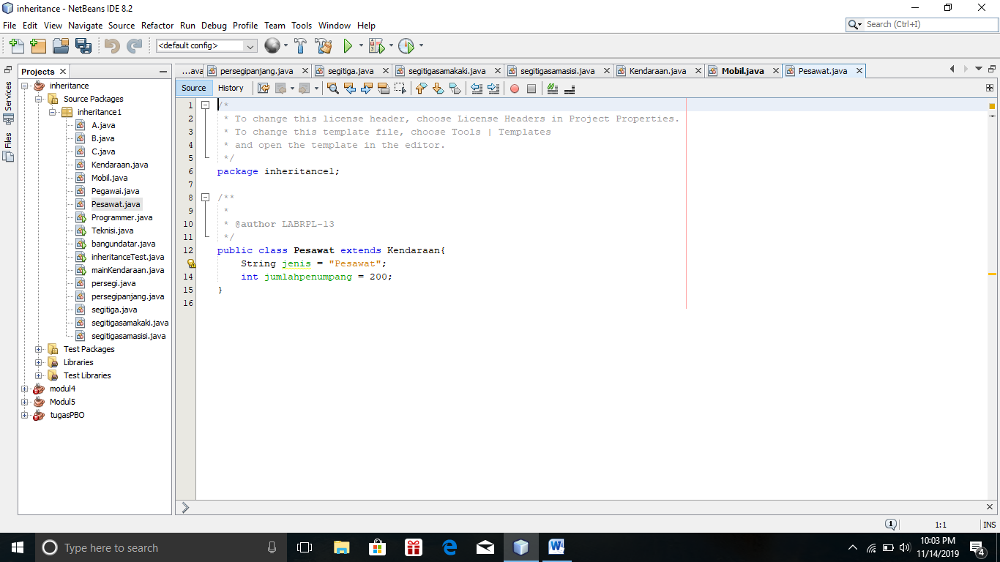 inheritance - NetBeans IDE 8.2
File Edit View Navigate Source Refactor Run Debug Profile Team Tools Window Help
Search (Ctrl+I)
<default config>
Projects
...ava persegipanjang.java segitiga.java segitigasamakaki.java segitigasamasisi.java Kendaraan.java Mobil.java Pesawat.java
Services
Files
inheritance
Source Packages
inheritance1
A.java
B.java
C.java
Kendaraan.java
Mobil.java
Pegawai.java
Pesawat.java
Programmer.java
Teknisi.java
bangundatar.java
inheritanceTest.java
mainKendaraan.java
persegi.java
persegipanjang.java
segitiga.java
segitigasamakaki.java
segitigasamasisi.java
Test Packages
Libraries
Test Libraries
modul4
Modul5
tugasPBO
Source History
1 /*
2 * To change this license header, choose License Headers in Project Properties.
3 * To change this template file, choose Tools | Templates
4 * and open the template in the editor.
5 */
6 package inheritance1;
7
8 /**
9 *
10 * @author LABRPL-13
11 */
12 public class Pesawat extends Kendaraan{
String jenis = "Pesawat";
14 int jumlahpenumpang = 200;
15 }
16
1 1:1 INS
Type here to search
10:03 PM
11/14/2019
4